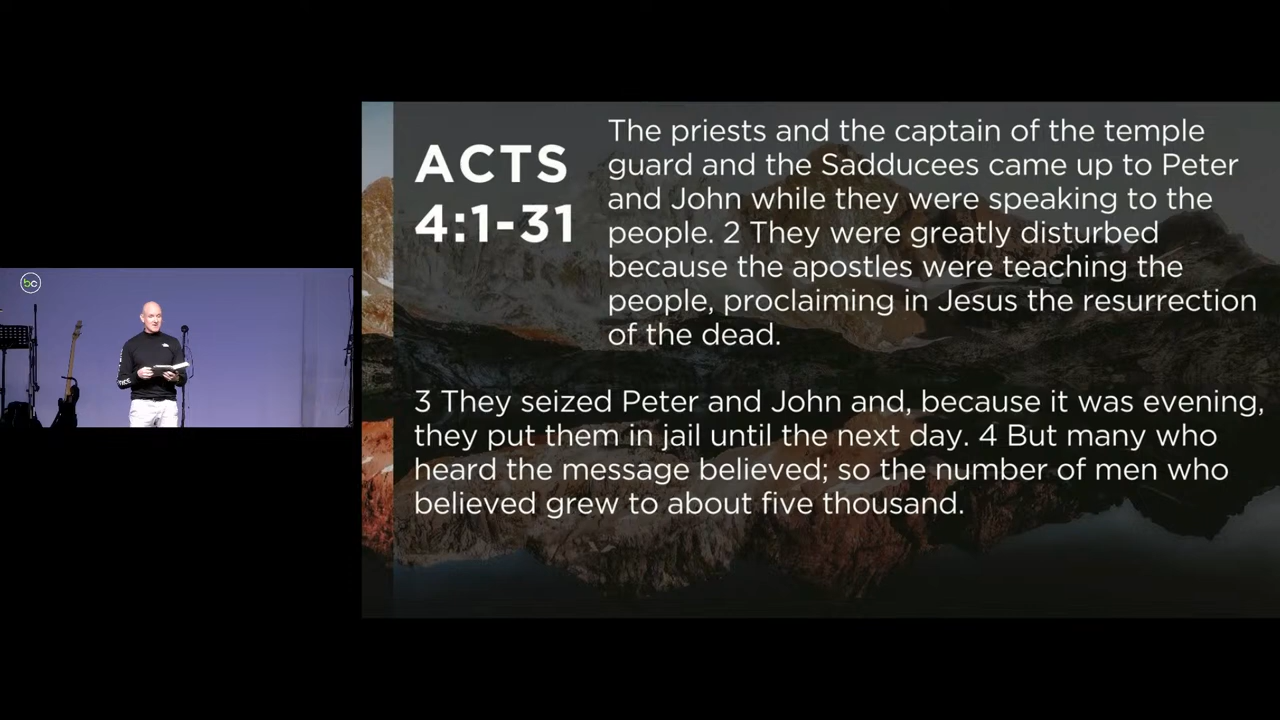 ACTS
4:1-31
The priests and the captain of the temple
guard and the Sadducees came up to Peter
and John while they were speaking to the
people. 2 They were greatly disturbed
because the apostles were teaching the
people, proclaiming in Jesus the resurrection
of the dead.
3 They seized Peter and John and, because it was evening,
they put them in jail until the next day. 4 But many who
heard the message believed; so the number of men who
believed grew to about five thousand.
bc